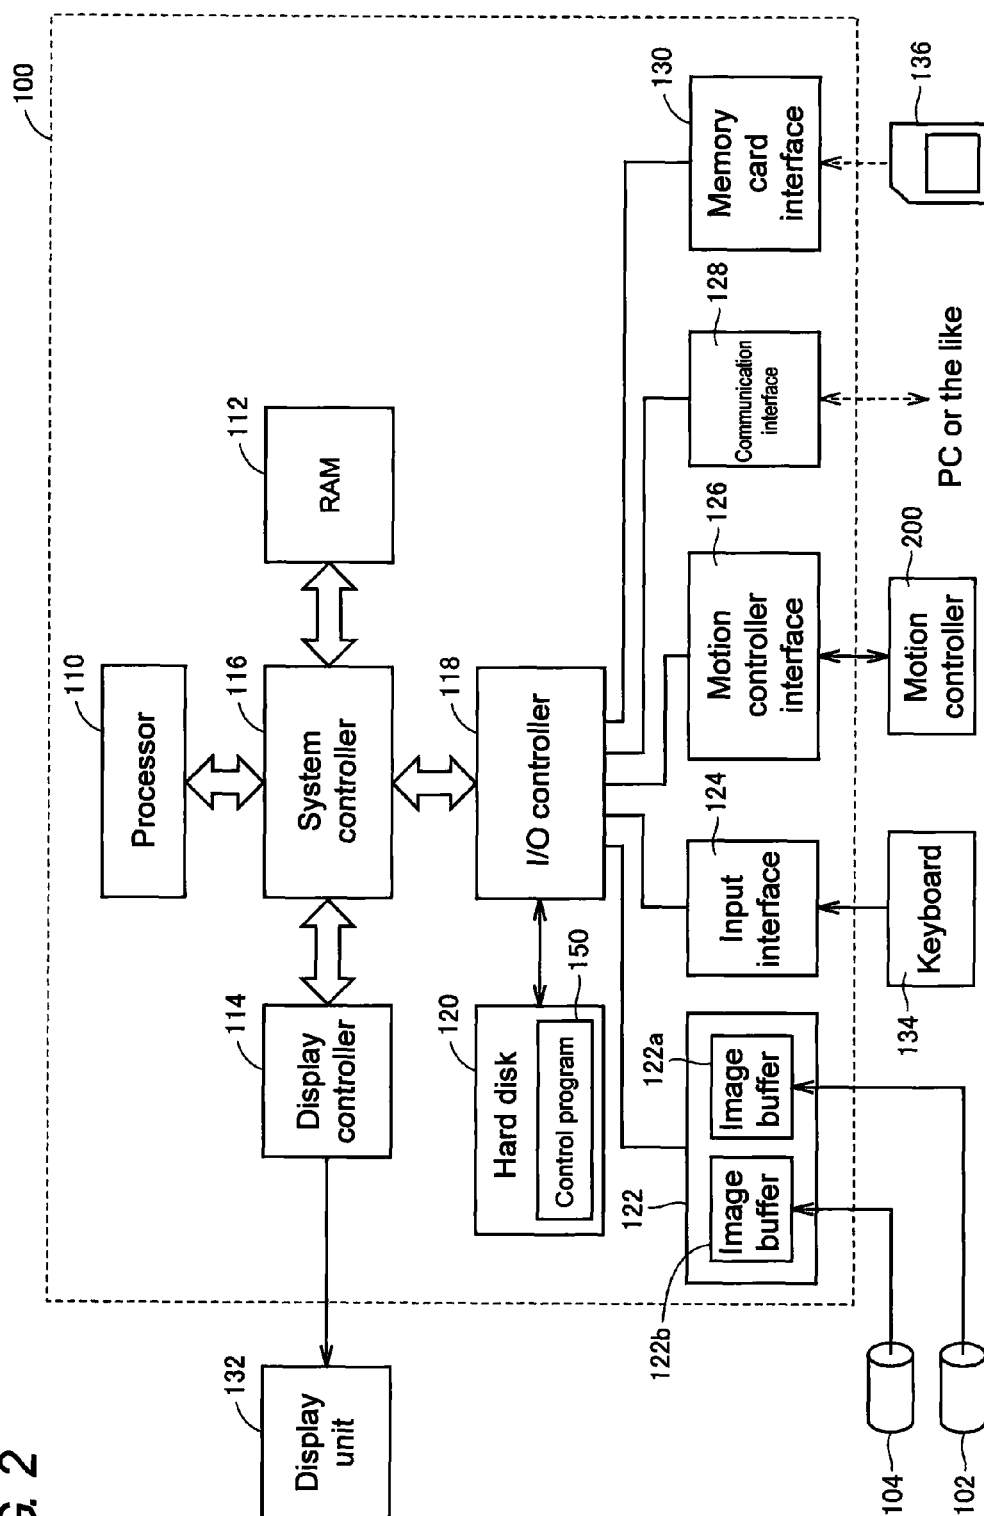 G. 2
100
132
Display
unit
114
Display
controller
110
Processor
116
System
controller
112
RAM
120
Hard disk
150
Control program
118
I/O controller
122
122b
Image
buffer
122a
Image
buffer
124
Input
interface
126
Motion
controller
interface
128
Communication
interface
130
Memory
card
interface
104
102
134
Keyboard
200
Motion
controller
PC or the like
136